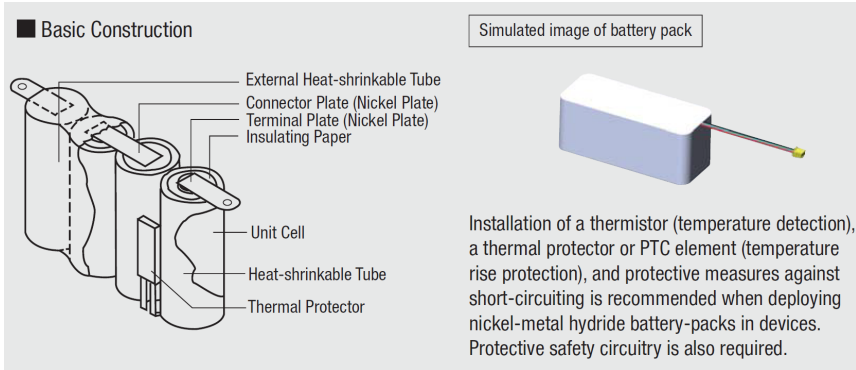 ■ Basic Construction
External Heat-shrinkable Tube
Connector Plate (Nickel Plate)
Terminal Plate (Nickel Plate)
Insulating Paper
Unit Cell
Heat-shrinkable Tube
Thermal Protector
Simulated image of battery pack
Installation of a thermistor (temperature detection),
a thermal protector or PTC element (temperature
rise protection), and protective measures against
short-circuiting is recommended when deploying
nickel-metal hydride battery-packs in devices.
Protective safety circuitry is also required.